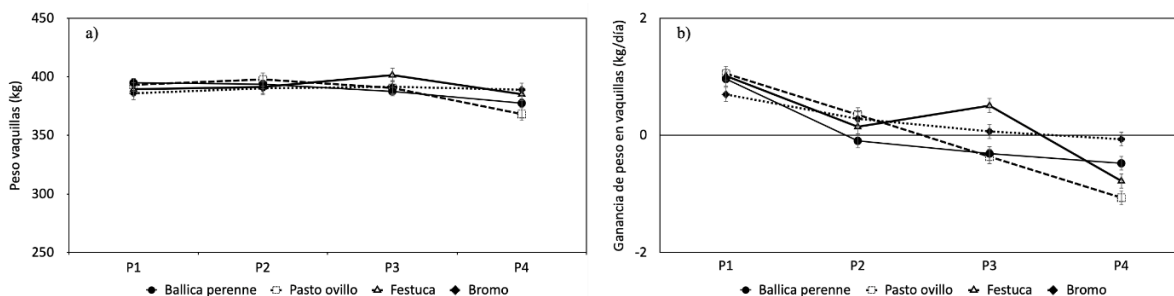 a)
Peso vaquillas (kg)
450
400
350
300
250
P1 P2 P3 P4
Ballica perenne Pasto ovillo Festuca Bromo
b)
Ganancia de peso en vaquillas (kg/día)
2
0
-2
P1 P2 P3 P4
Ballica perenne Pasto ovillo Festuca Bromo